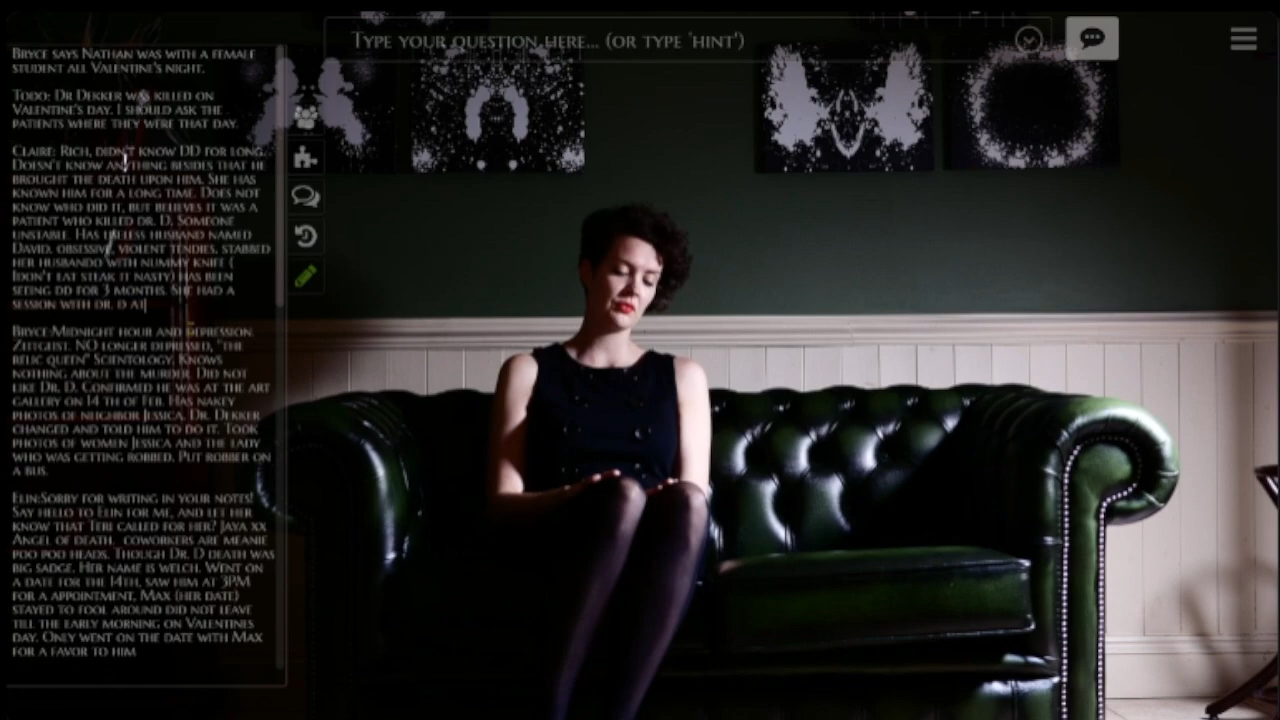 Type your question here... (or type 'hint')
Bryce says Nathan was with a female
student all Valentine's night.
Todo: Dr Dekker was killed on
Valentine's day. I should ask the
patients where they were that day.
Claire: Rich, didn't know DD for long.
Doesn't know anything besides that he
brought the death upon him. She has
known him for a long time. Does not
know who did it, but believes it was a
patient who killed Dr. D. Someone
unstable. Has useless husband named
David. obsessive, violent tendies. stabbed
her husbando with nummy knife (
Idon't eat steak it nasty) has been
seeing DD for 3 months. She had a
session with Dr. D at
Bryce:Midnight hour and depression.
Zeitgeist. NO longer depressed, "the
relic queen" Scientology, Knows
nothing about the murder. Did not
like Dr. D. Confirmed he was at the art
gallery on 14 th of Feb. Has nakey
photos of neighbor Jessica. Dr. Dekker
changed and told him to do it. Took
photos of women Jessica and the lady
who was getting robbed. Put robber on
a bus.
Elin:Sorry for writing in your notes!
Say hello to Elin for me, and let her
know that Teri called for her? Jaya xx
Angel of death. coworkers are meanie
poo poo heads. Though Dr. D death was
big sadge. Her name is welch. Went on
a date for the 14th, saw him at 3PM
for a appointment, Max (her date)
stayed to fool around did not leave
till the early morning on Valentines
day. Only went on the date with Max
for a favor to him